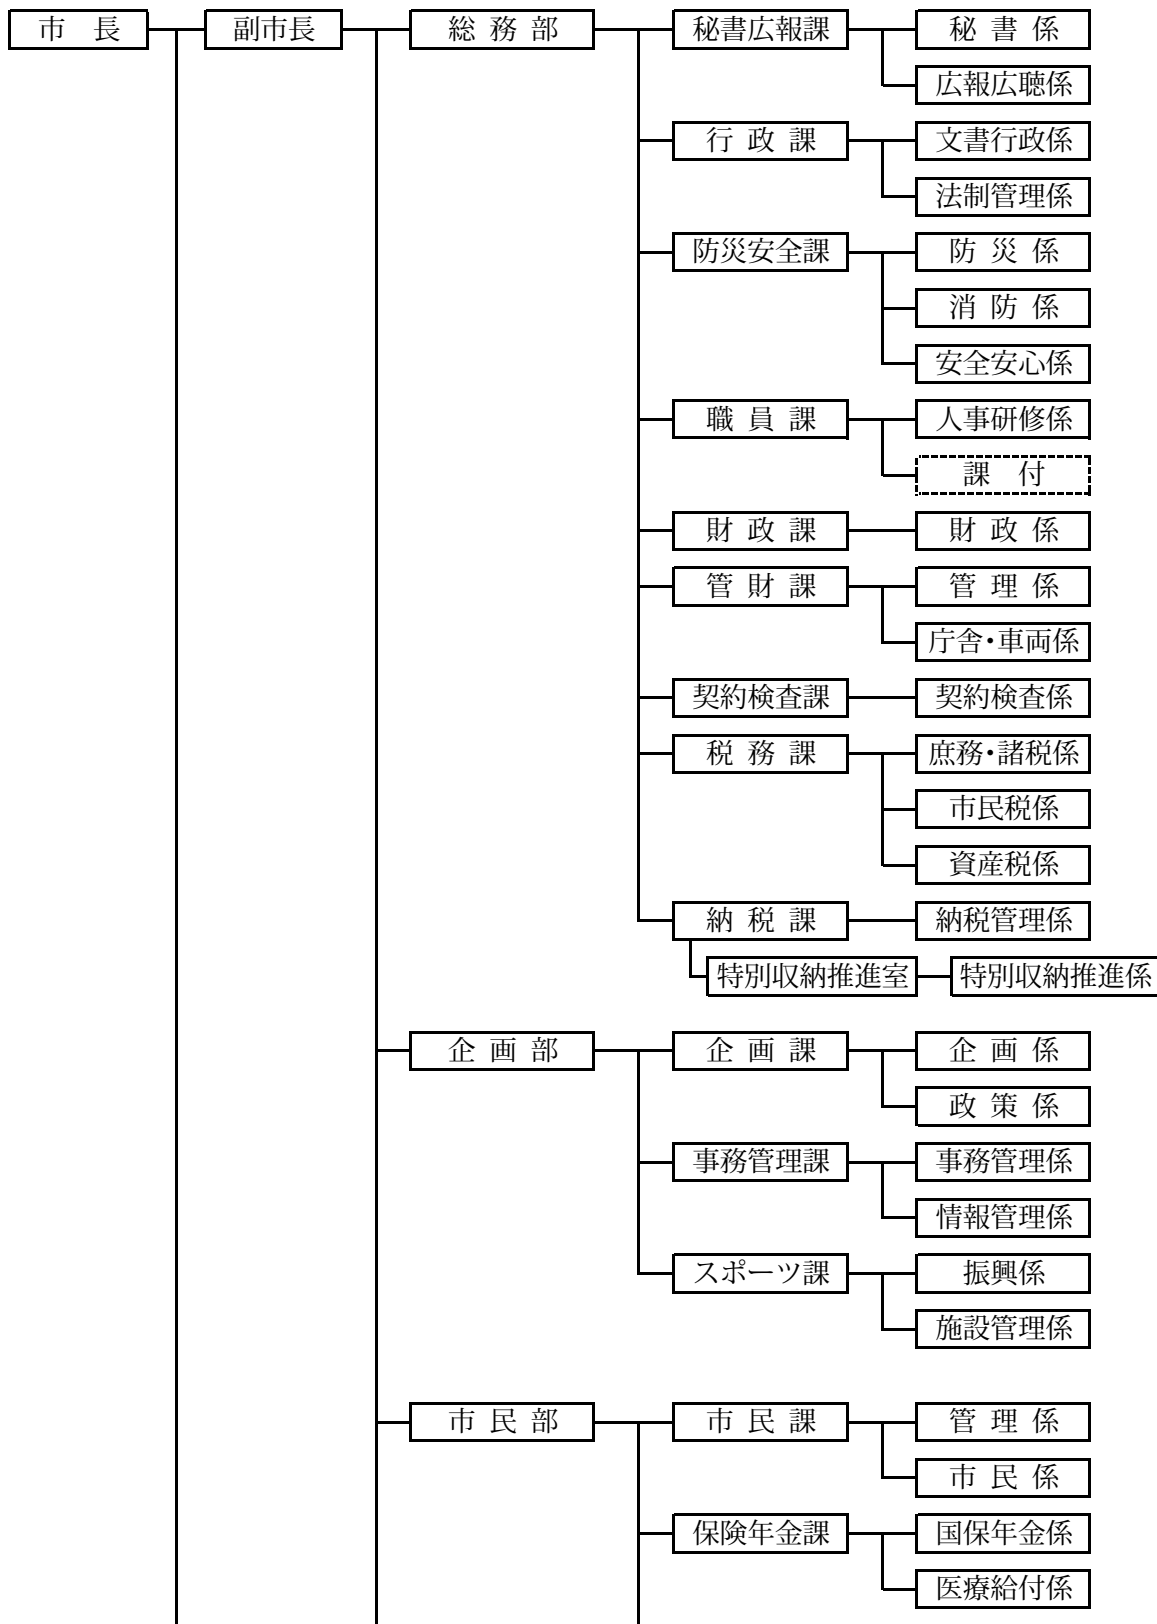 市　長 副市長 総 務 部 秘書広報課 秘 書 係
広報広聴係
行 政 課 文書行政係
法制管理係
防災安全課 防 災 係
消 防 係
安全安心係
職 員 課 人事研修係
課　付
財 政 課 財 政 係
管 財 課 管 理 係
庁舎・車両係
契約検査課 契約検査係
税 務 課 庶務・諸税係
市民税係
資産税係
納 税 課 納税管理係
特別収納推進室 特別収納推進係
企 画 部 企 画 課 企 画 係
政 策 係
事務管理課 事務管理係
情報管理係
スポーツ課 振興係
施設管理係
市 民 部 市 民 課 管 理 係
市 民 係
保険年金課 国保年金係
医療給付係